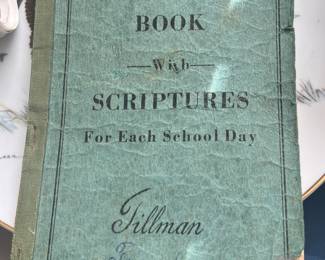 BOOK
With
SCRIPTURES
For Each School Day
Tillman